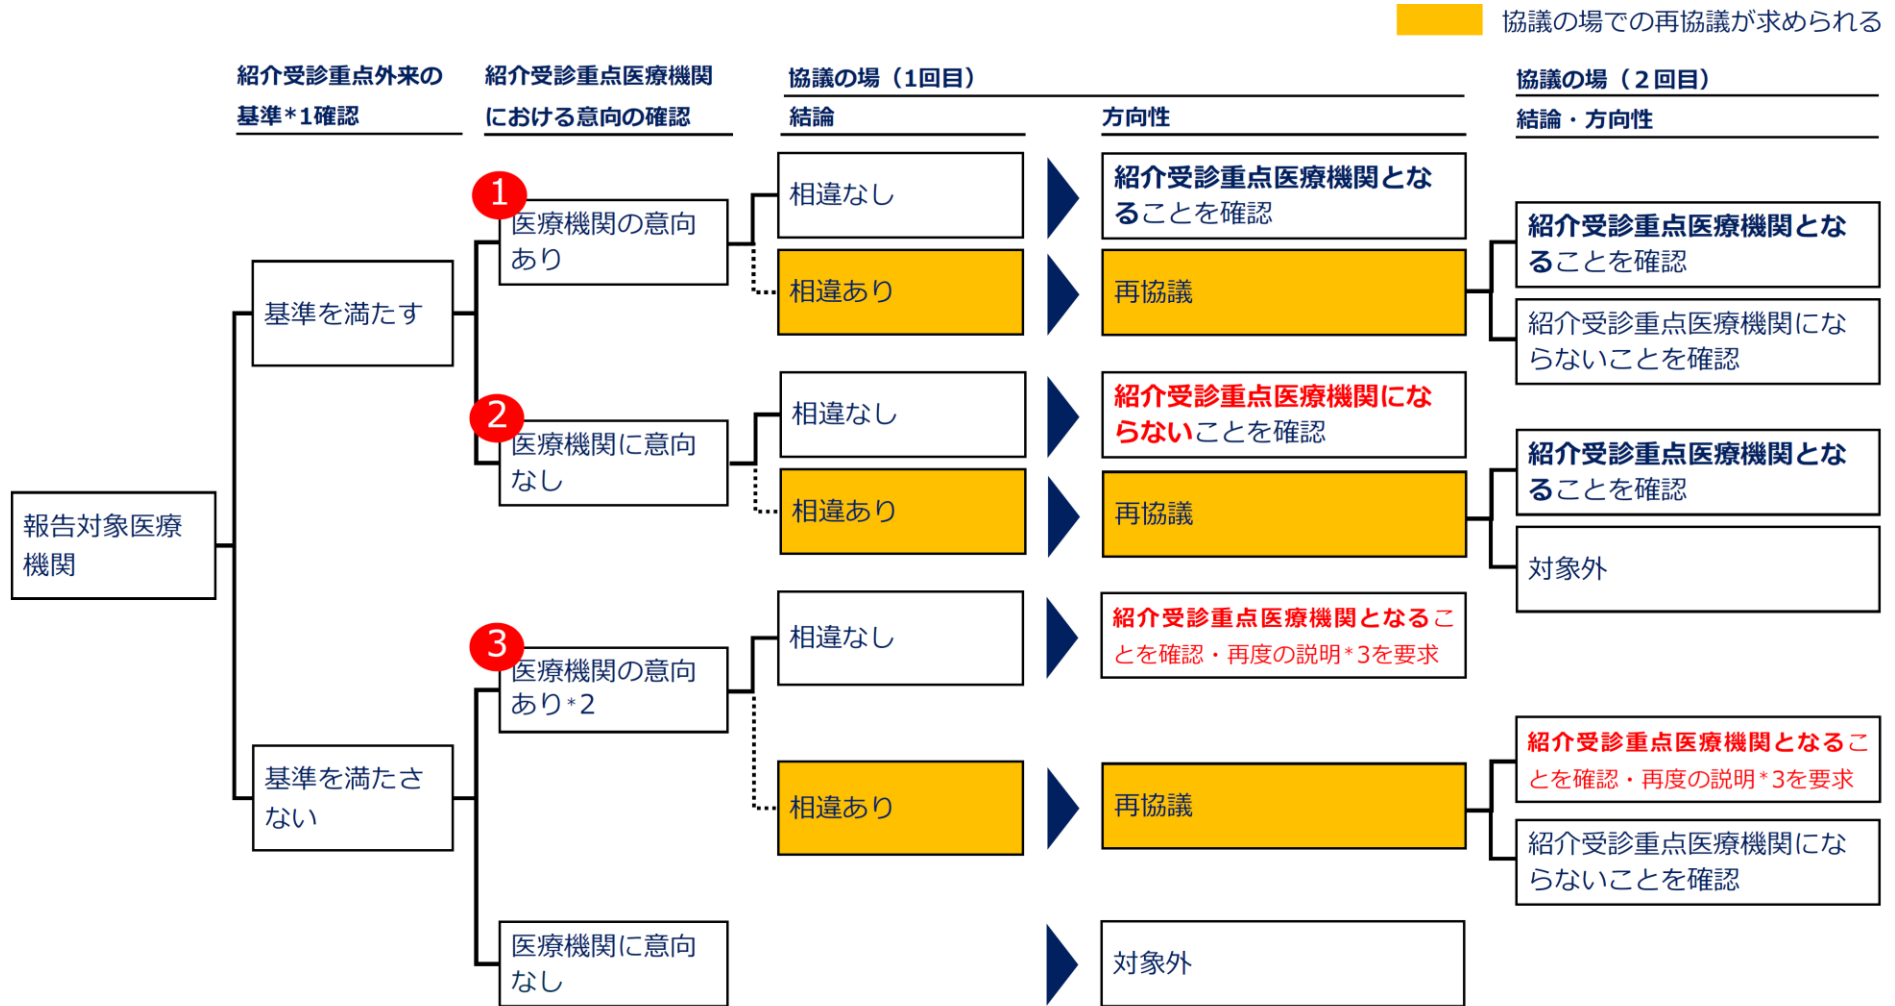 協議の場での再協議が求められる
紹介受診重点外来の
基準*1確認
紹介受診重点医療機関
における意向の確認
協議の場（1回目）
結論
方向性
協議の場（２回目）
結論・方向性
報告対象医療
機関
基準を満たす
1
医療機関の意向
あり
相違なし
紹介受診重点医療機関とな
ることを確認
相違あり
再協議
紹介受診重点医療機関とな
ることを確認
紹介受診重点医療機関にな
らないことを確認
2
医療機関に意向
なし
相違なし
紹介受診重点医療機関にな
らないことを確認
相違あり
再協議
紹介受診重点医療機関とな
ることを確認
対象外
基準を満たさ
ない
3
医療機関の意向
あり*2
相違なし
紹介受診重点医療機関となるこ
とを確認・再度の説明*3を要求
相違あり
再協議
紹介受診重点医療機関となるこ
とを確認・再度の説明*3を要求
紹介受診重点医療機関にな
らないことを確認
医療機関に意向
なし
対象外